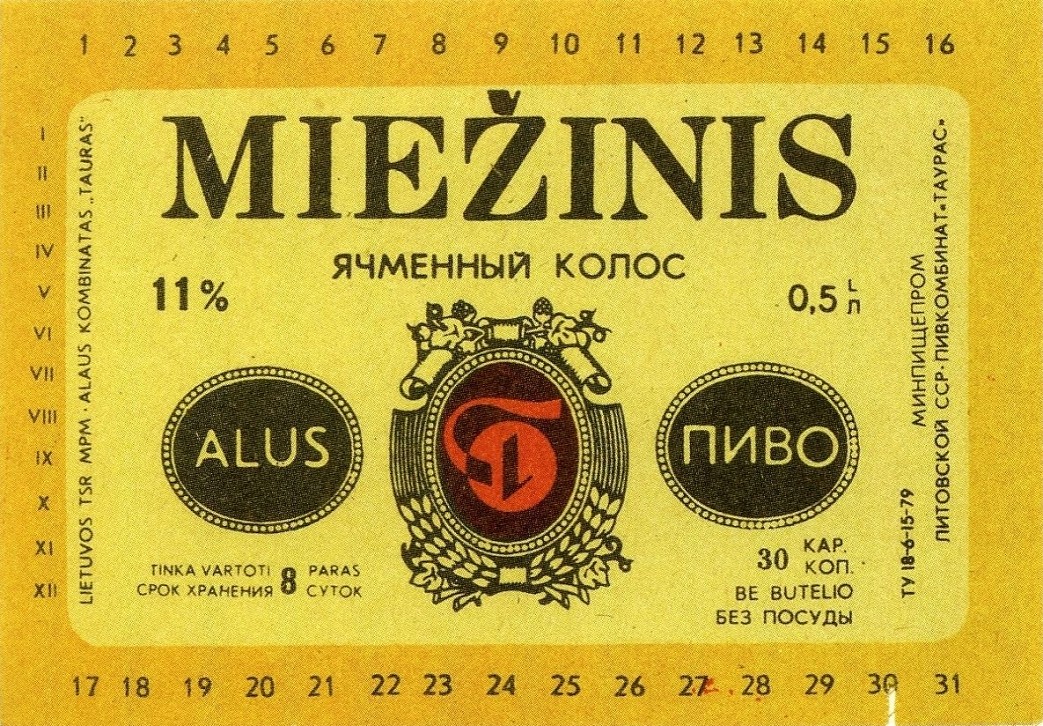 1 2 3 4 5 6 7 8 9 10 11 12 13 14 15 16
I
II
III
IV
V
VI
VII
VIII
IX
X
XI
XII
LIETUVOS TSR MPM · ALAUS KOMBINATAS „TAURAS"
MIEŽINIS
ЯЧМЕННЫЙ КОЛОС
11%
0,5 L Л
ALUS
ПИВО
TINKA VARTOTI 8 PARAS
СРОК ХРАНЕНИЯ СУТОК
30 KAP.
КОП.
BE BUTELIO
БЕЗ ПОСУДЫ
ТУ 18-6-15-79
МИНПИЩЕПРОМ
ЛИТОВСКОЙ ССР·ПИВКОМБИНАТ«ТАУРАС»
17 18 19 20 21 22 23 24 25 26 27 28 29 30 31